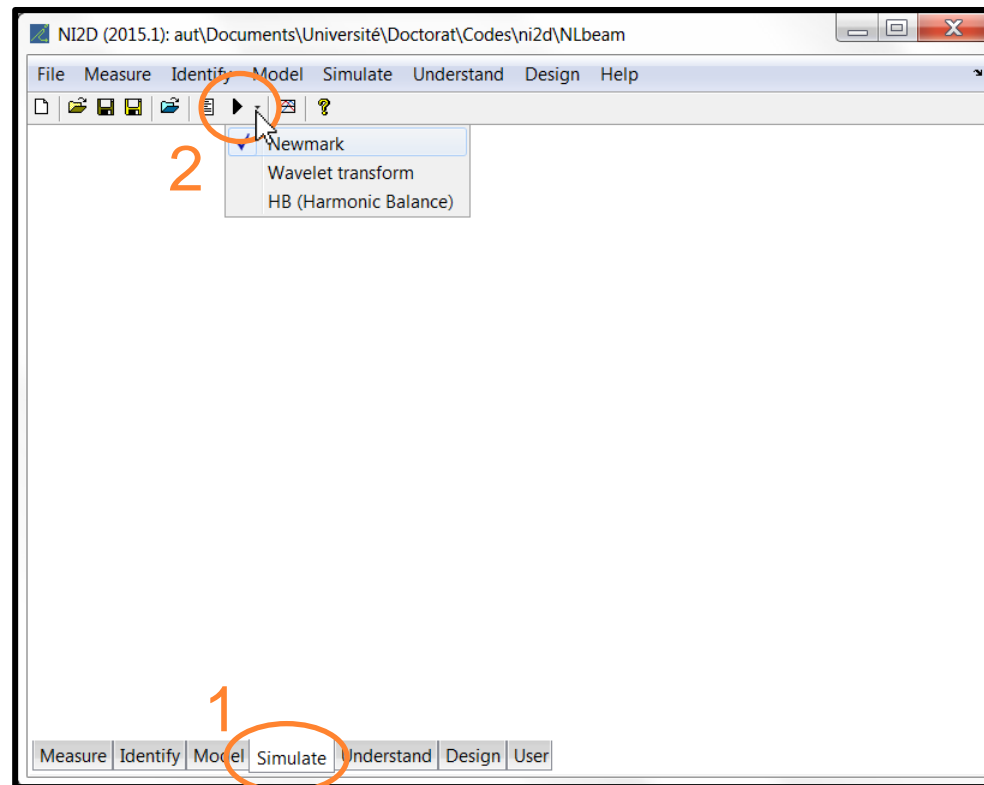 NI2D (2015.1): aut\Documents\Université\Doctorat\Codes\ni2d\NLbeam
File Measure Identify Model Simulate Understand Design Help
2
Newmark
Wavelet transform
HB (Harmonic Balance)
1
Measure Identify Model Simulate Understand Design User